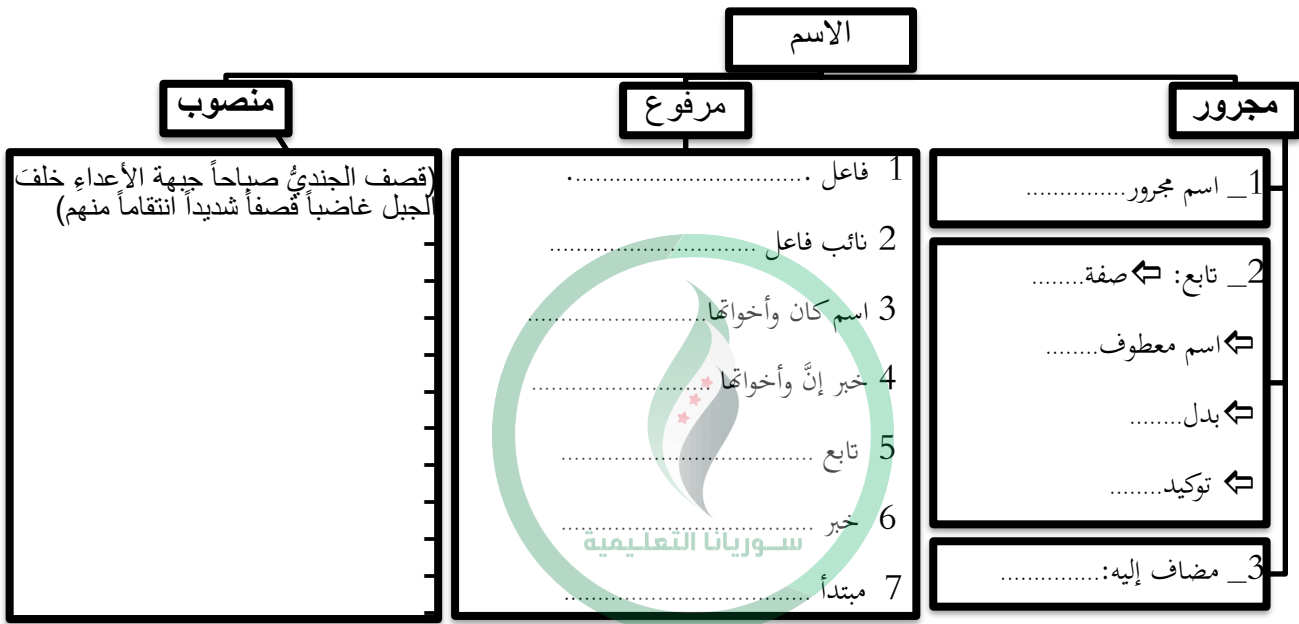 الاسم
مجرور
مرفوع
منصوب
1_ اسم مجرور..............
2_ تابع: ⇦صفة........
⇦اسم معطوف........
⇦بدل........
⇦ توكيد........
3_ مضاف إليه:..............
1 فاعل ................................
2 نائب فاعل ............................
3 اسم كان وأخواتها........................
4 خبر إنَّ وأخواتها ........................
5 تابع ..................................
6 خبر ..................................
7 مبتدأ .................................
(قصف الجنديُّ صباحاً جبهة الأعداءِ خلفَ
الجبل غاضباً قصفاً شديداً انتقاماً منهم)
-
-
-
-
-
-
-
-
-
-
-
سـوريانا التعليمية